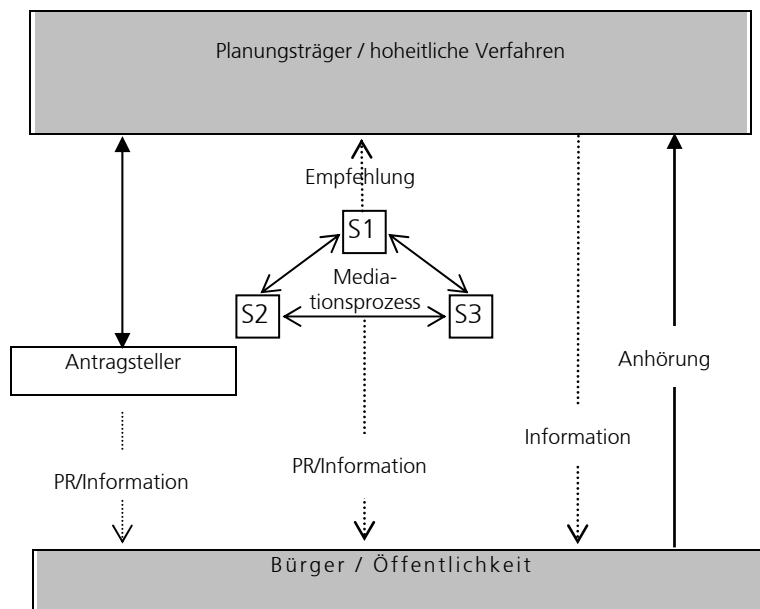 Planungsträger / hoheitliche Verfahren
Empfehlung
S1
Media-
tionsprozess
S2
S3
Antragsteller
Anhörung
Information
PR/Information
PR/Information
Bürger / Öffentlichkeit